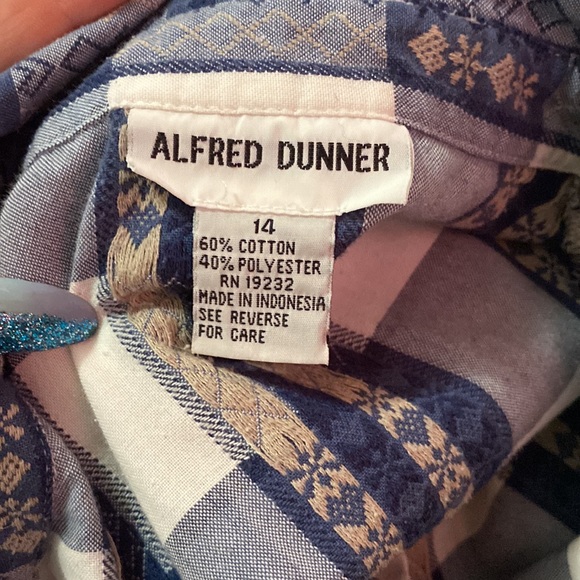 ALFRED DUNNER
14
60% COTTON
40% POLYESTER
RN 19232
MADE IN INDONESIA
SEE REVERSE
FOR CARE